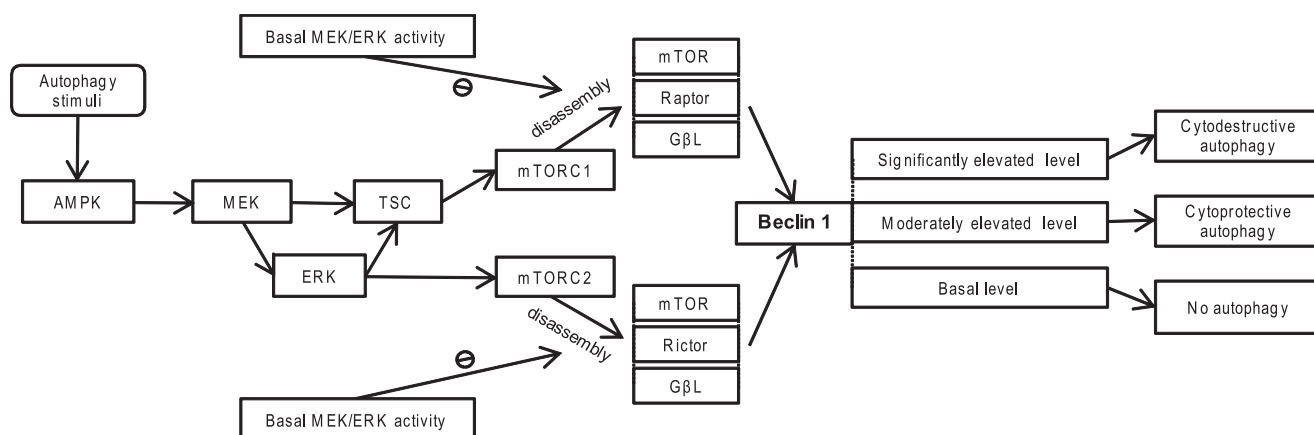 Basal MEK/ERK activity
Autophagy
stimuli
AMPK
MEK
TSC
ERK
mTORC1
disassembly
mTOR
Raptor
GβL
mTORC2
disassembly
mTOR
Rictor
GβL
Basal MEK/ERK activity
Beclin 1
Significantly elevated level
Moderately elevated level
Basal level
Cytodestructive
autophagy
Cytoprotective
autophagy
No autophagy